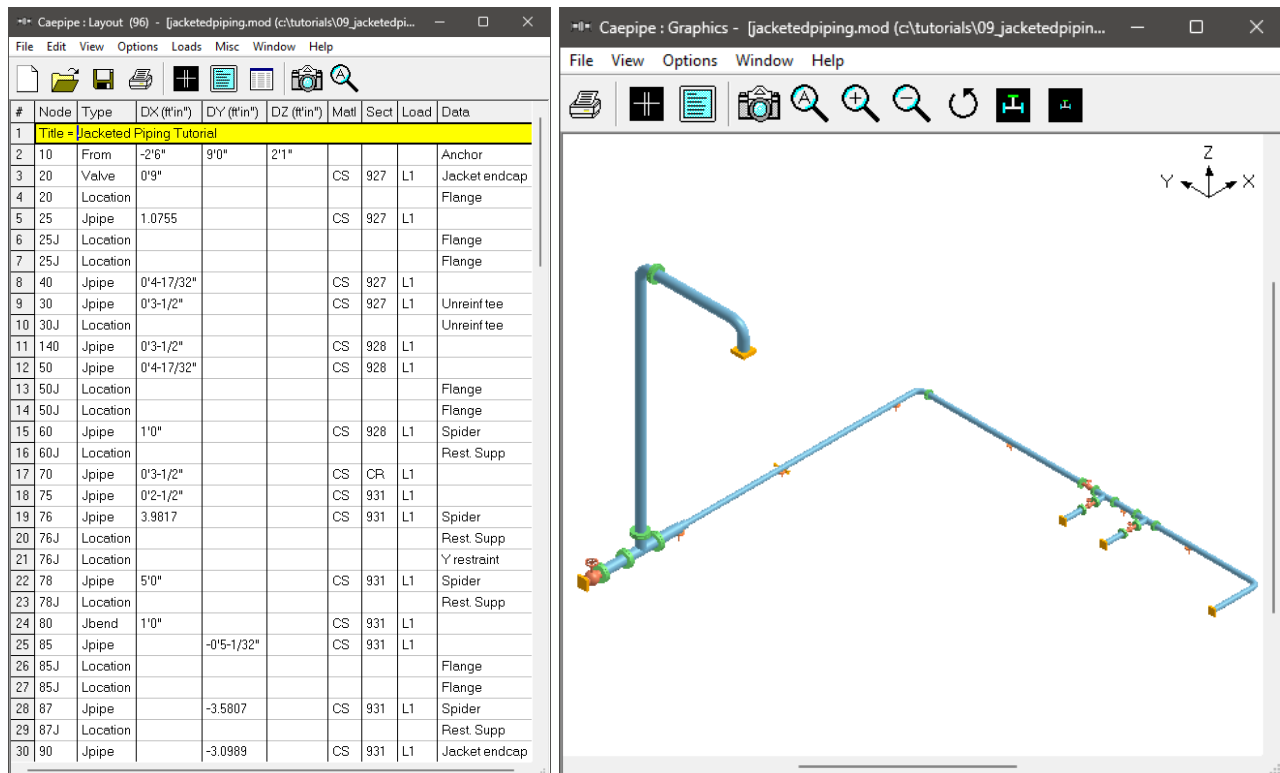 Caepipe : Layout (96) - [jacketedpiping.mod (c:\tutorials\09_jacketedpi...
File Edit View Options Loads Misc Window Help
# Node Type DX (ft'in") DY (ft'in") DZ (ft'in") Matl Sect Load Data
1 Title = Jacketed Piping Tutorial
2 10 From -2'6" 9'0" 2'1" Anchor
3 20 Valve 0'9" CS 927 L1 Jacket endcap
4 20 Location Flange
5 25 Jpipe 1.0755 CS 927 L1
6 25J Location Flange
7 25J Location Flange
8 40 Jpipe 0'4-17/32" CS 927 L1
9 30 Jpipe 0'3-1/2" CS 927 L1 Unreinf tee
10 30J Location Unreinf tee
11 140 Jpipe 0'3-1/2" CS 928 L1
12 50 Jpipe 0'4-17/32" CS 928 L1
13 50J Location Flange
14 50J Location Flange
15 60 Jpipe 1'0" CS 928 L1 Spider
16 60J Location Rest. Supp
17 70 Jpipe 0'3-1/2" CS CR L1
18 75 Jpipe 0'2-1/2" CS 931 L1
19 76 Jpipe 3.9817 CS 931 L1 Spider
20 76J Location Rest. Supp
21 76J Location Y restraint
22 78 Jpipe 5'0" CS 931 L1 Spider
23 78J Location Rest. Supp
24 80 Jbend 1'0" CS 931 L1
25 85 Jpipe -0'5-1/32" CS 931 L1
26 85J Location Flange
27 85J Location Flange
28 87 Jpipe -3.5807 CS 931 L1 Spider
29 87J Location Rest. Supp
30 90 Jpipe -3.0989 CS 931 L1 Jacket endcap
Caepipe : Graphics - [jacketedpiping.mod (c:\tutorials\09_jacketedpipin...
File View Options Window Help
Z
Y X